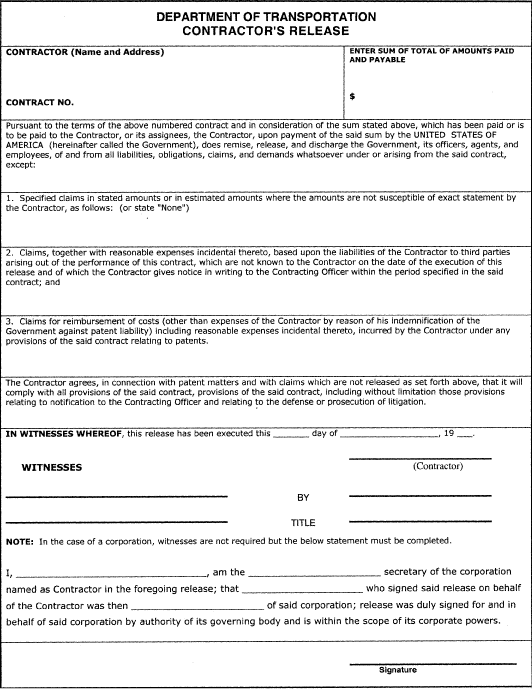 DEPARTMENT OF TRANSPORTATION
CONTRACTOR'S RELEASE
CONTRACTOR (Name and Address)
CONTRACT NO.
ENTER SUM OF TOTAL OF AMOUNTS PAID
AND PAYABLE
$
Pursuant to the terms of the above numbered contract and in consideration of the sum stated above, which has been paid or is
to be paid to the Contractor, or its assignees, the Contractor, upon payment of the said sum by the UNITED STATES OF
AMERICA (hereinafter called the Government), does remise, release, and discharge the Government, its officers, agents, and
employees, of and from all liabilities, obligations, claims, and demands whatsoever under or arising from the said contract,
except:
1. Specified claims in stated amounts or in estimated amounts where the amounts are not susceptible of exact statement by
the Contractor, as follows: (or state "None")
2. Claims, together with reasonable expenses incidental thereto, based upon the liabilities of the Contractor to third parties
arising out of the performance of this contract, which are not known to the Contractor on the date of the execution of this
release and of which the Contractor gives notice in writing to the Contracting Officer within the period specified in the said
contract; and
3. Claims for reimbursement of costs (other than expenses of the Contractor by reason of his indemnification of the
Government against patent liability) including reasonable expenses incidental thereto, incurred by the Contractor under any
provisions of the said contract relating to patents.
The Contractor agrees, in connection with patent matters and with claims which are not released as set forth above, that it will
comply with all provisions of the said contract, provisions of the said contract, including without limitation those provisions
relating to notification to the Contracting Officer and relating to the defense or prosecution of litigation.
IN WITNESSES WHEREOF, this release has been executed this _______ day of ____________________, 19 ___.
WITNESSES
(Contractor)
BY
TITLE
NOTE: In the case of a corporation, witnesses are not required but the below statement must be completed.
I, ______________________________, am the _____________________ secretary of the corporation
named as Contractor in the foregoing release; that ___________________ who signed said release on behalf
of the Contractor was then _____________________ of said corporation; release was duly signed for and in
behalf of said corporation by authority of its governing body and is within the scope of its corporate powers.
Signature